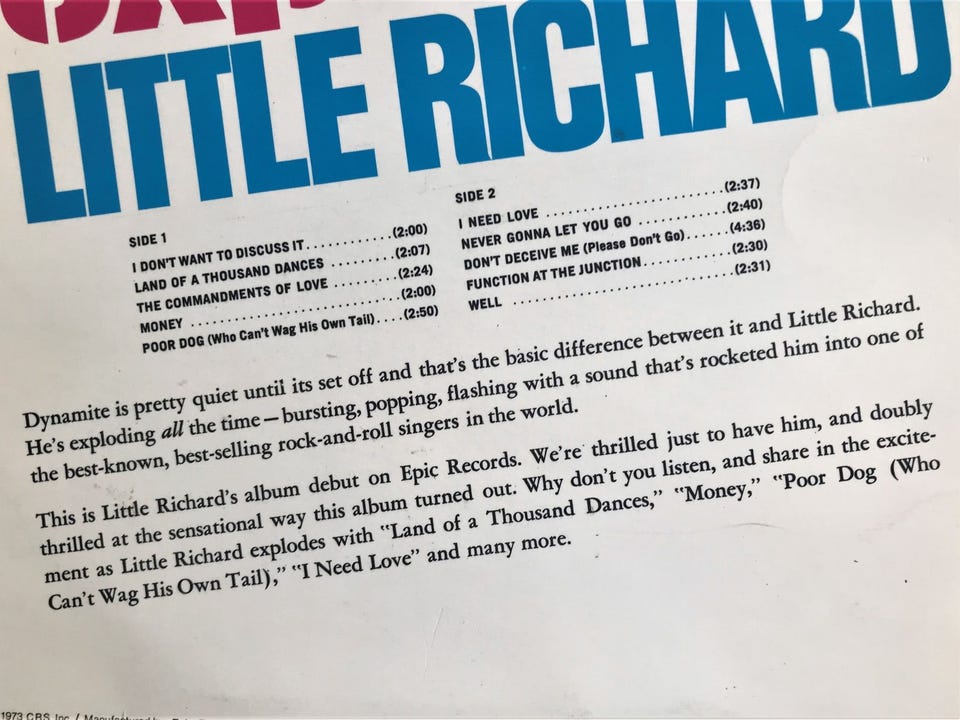 LITTLE RICHARD
SIDE 1
I DON'T WANT TO DISCUSS IT............(2:00)
LAND OF A THOUSAND DANCES .........(2:07)
THE COMMANDMENTS OF LOVE ........(2:24)
MONEY .............................(2:00)
POOR DOG (Who Can't Wag His Own Tail)....(2:50)
SIDE 2
I NEED LOVE ........................(2:37)
NEVER GONNA LET YOU GO ............(2:40)
DON'T DECEIVE ME (Please Don't Go)......(4:36)
FUNCTION AT THE JUNCTION............(2:30)
WELL ..............................(2:31)
Dynamite is pretty quiet until its set off and that's the basic difference between it and Little Richard.
He's exploding all the time—bursting, popping, flashing with a sound that's rocketed him into one of
the best-known, best-selling rock-and-roll singers in the world.
This is Little Richard's album debut on Epic Records. We're thrilled just to have him, and doubly
thrilled at the sensational way this album turned out. Why don't you listen, and share in the excite-
ment as Little Richard explodes with "Land of a Thousand Dances," "Money," "Poor Dog (Who
Can't Wag His Own Tail)," "I Need Love" and many more.
1973 CBS, Inc. /